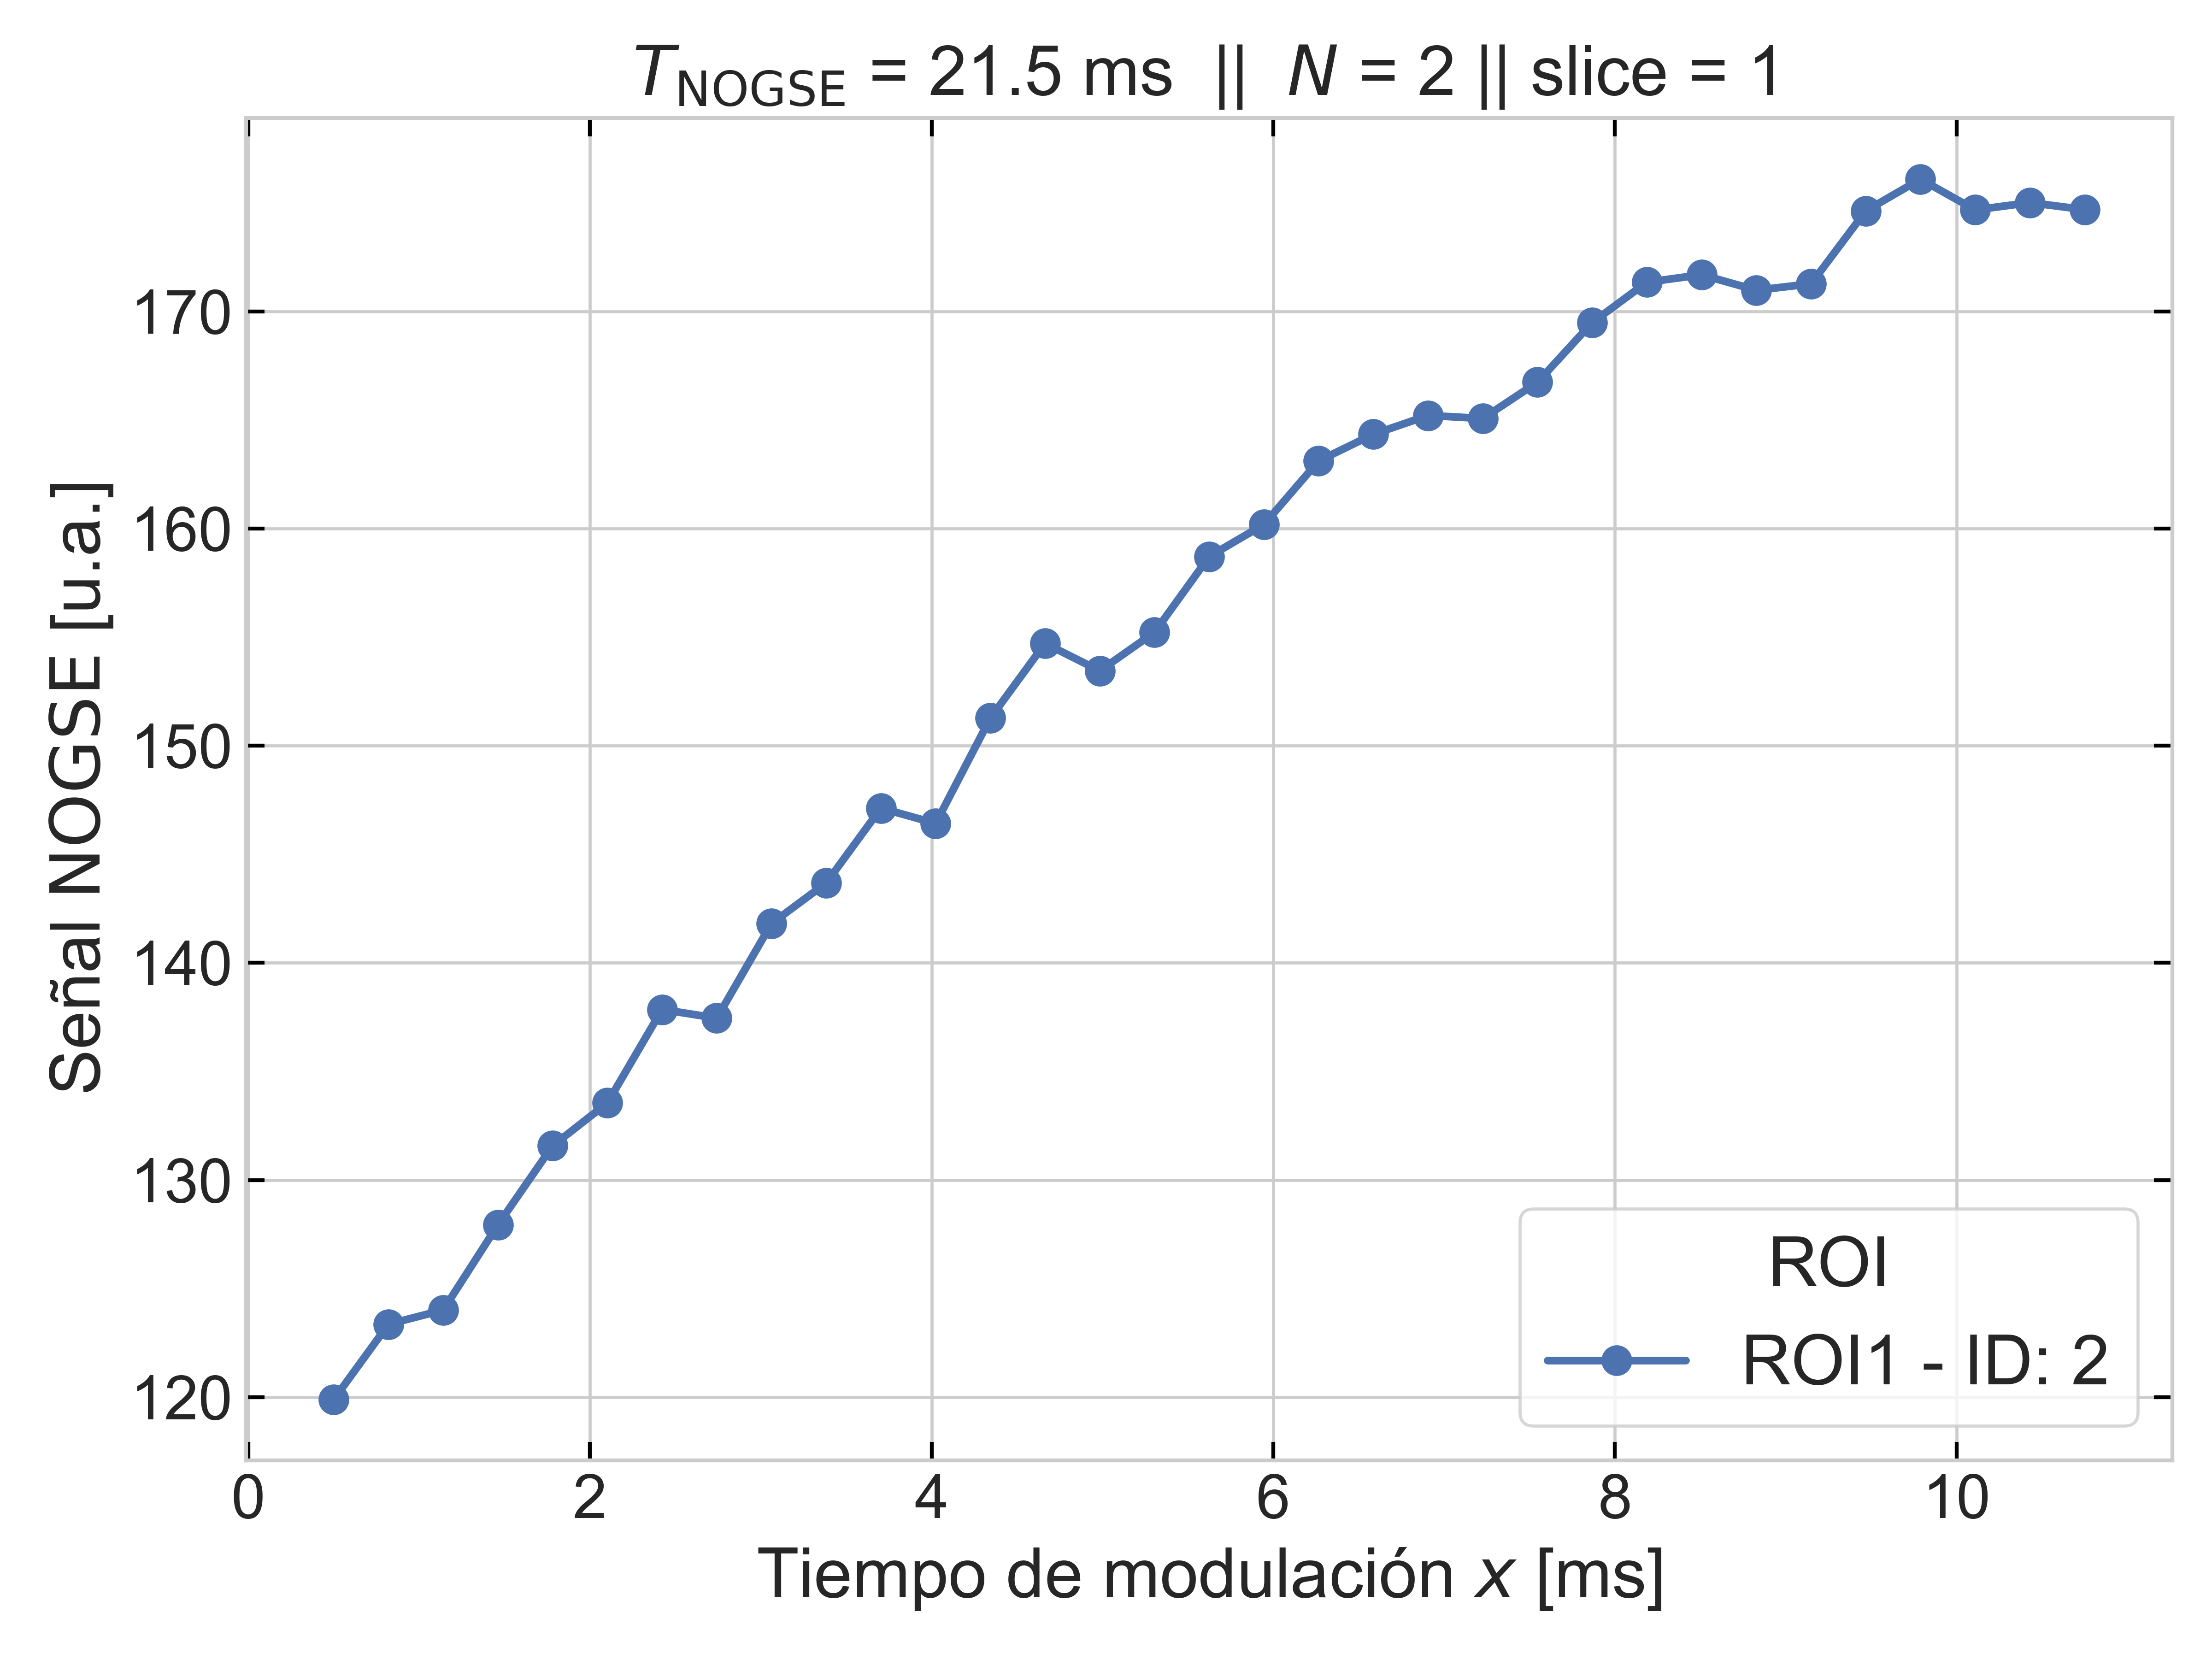 T_NOGSE = 21.5 ms || N = 2 || slice = 1
Señal NOGSE [u.a.]
170
160
150
140
130
120
ROI
ROI1 - ID: 2
0 2 4 6 8 10
Tiempo de modulación x [ms]